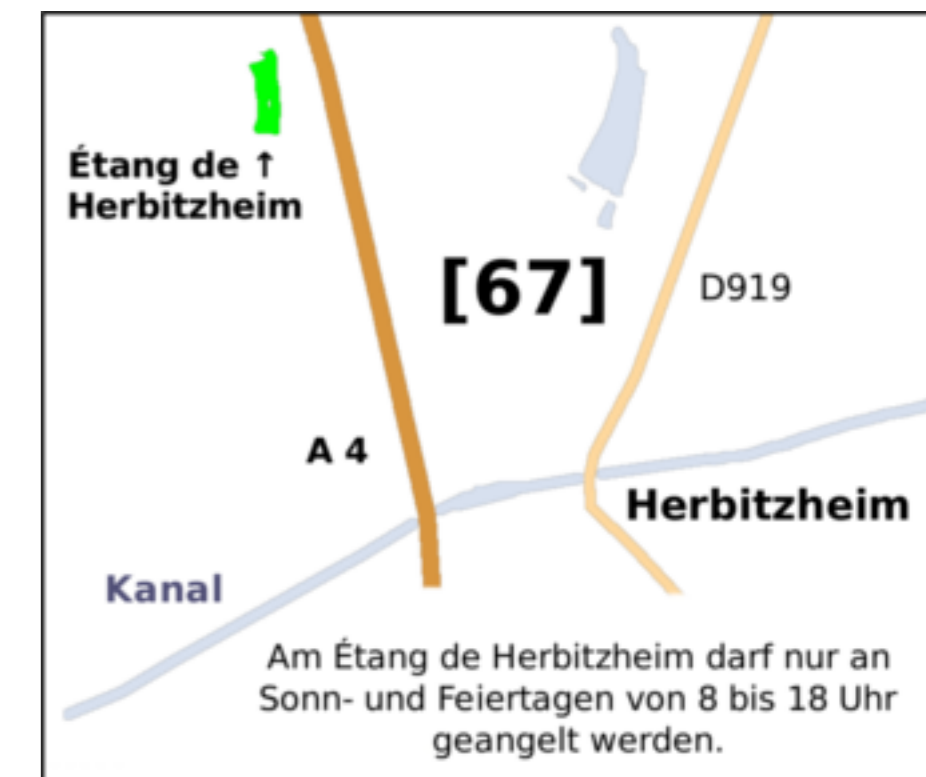 Étang de ↑
Herbitzheim
[67]
D919
A 4
Herbitzheim
Kanal
Am Étang de Herbitzheim darf nur an
Sonn- und Feiertagen von 8 bis 18 Uhr
geangelt werden.